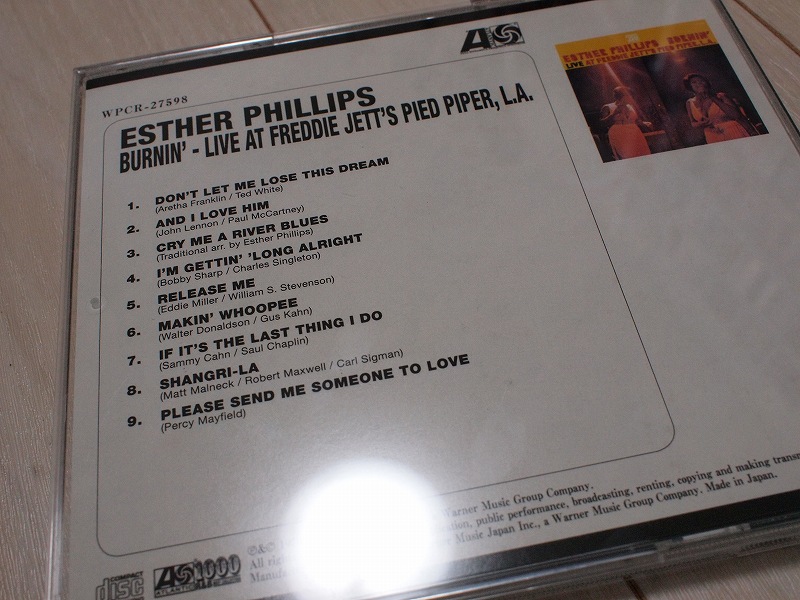 WPCR-27598
ESTHER PHILLIPS
BURNIN' - LIVE AT FREDDIE JETT'S PIED PIPER, L.A.
1. DON'T LET ME LOSE THIS DREAM
(Aretha Franklin / Ted White)
2. AND I LOVE HIM
(John Lennon / Paul McCartney)
3. CRY ME A RIVER BLUES
(Traditional arr. by Esther Phillips)
4. I'M GETTIN' 'LONG ALRIGHT
(Bobby Sharp / Charles Singleton)
5. RELEASE ME
(Eddie Miller / William S. Stevenson)
6. MAKIN' WHOOPEE
(Walter Donaldson / Gus Kahn)
7. IF IT'S THE LAST THING I DO
(Sammy Cahn / Saul Chaplin)
8. SHANGRI-LA
(Matt Malneck / Robert Maxwell / Carl Sigman)
9. PLEASE SEND ME SOMEONE TO LOVE
(Percy Mayfield)
ESTHER PHILLIPS BURNIN'
LIVE AT FREDDIE JETT'S PIED PIPER, L.A.
Warner Music Group Company.
All public performance, broadcasting, renting, copying and making
Music Japan Inc., a Warner Music Group Company. Made in Japan.
COMPACT
disc
ATLANTIC
1000